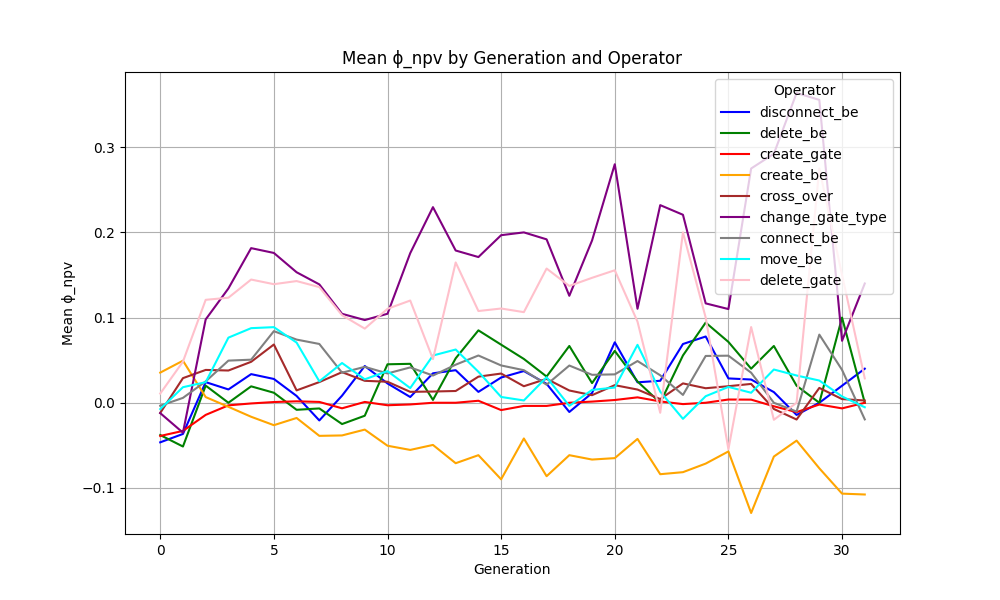 Mean ϕ_npv by Generation and Operator
Operator
disconnect_be
delete_be
create_gate
create_be
cross_over
change_gate_type
connect_be
move_be
delete_gate
Mean ϕ_npv
0.3
0.2
0.1
0.0
−0.1
0 5 10 15 20 25 30
Generation